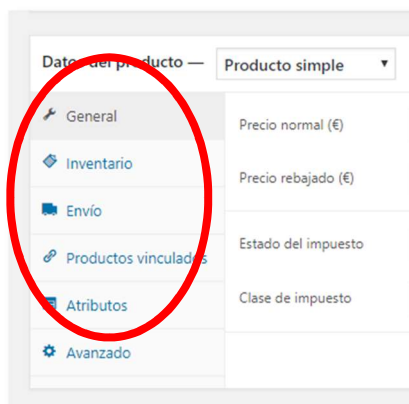 Datos del producto — Producto simple
General
Inventario
Envío
Productos vinculados
Atributos
Avanzado
Precio normal (€)
Precio rebajado (€)
Estado del impuesto
Clase de impuesto